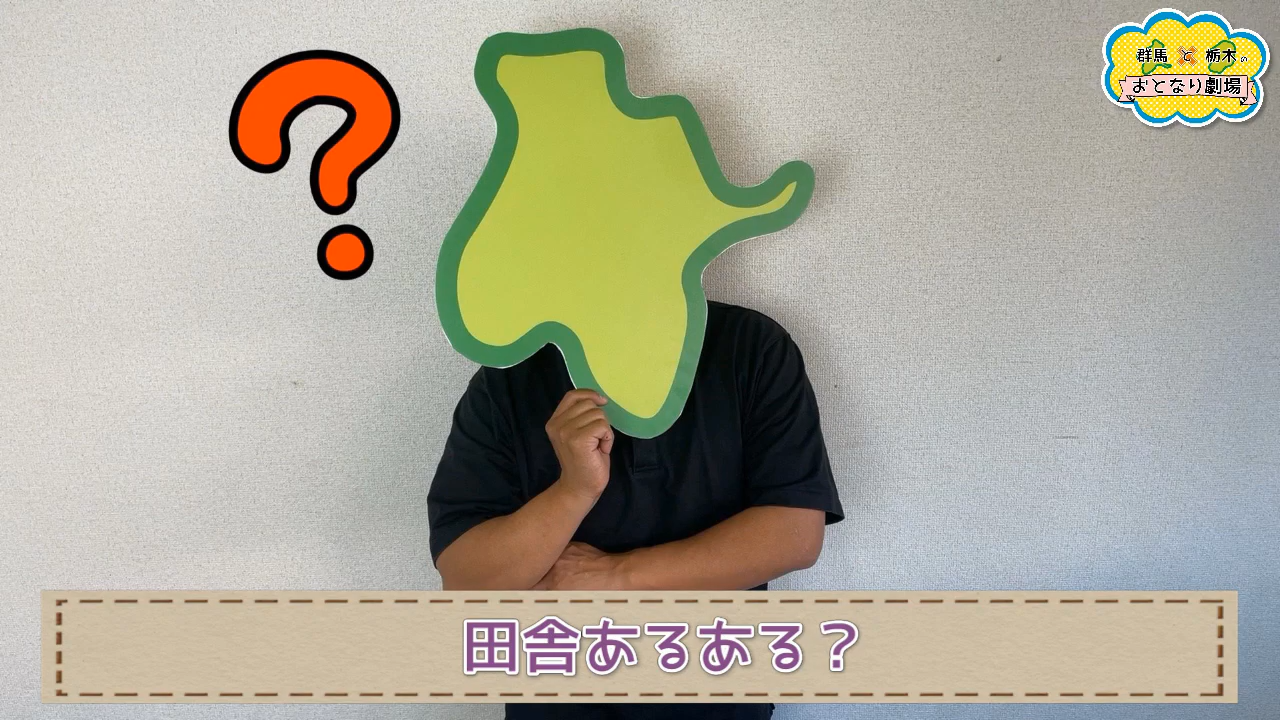 群馬と栃木の
おとなり劇場
田舎あるある？